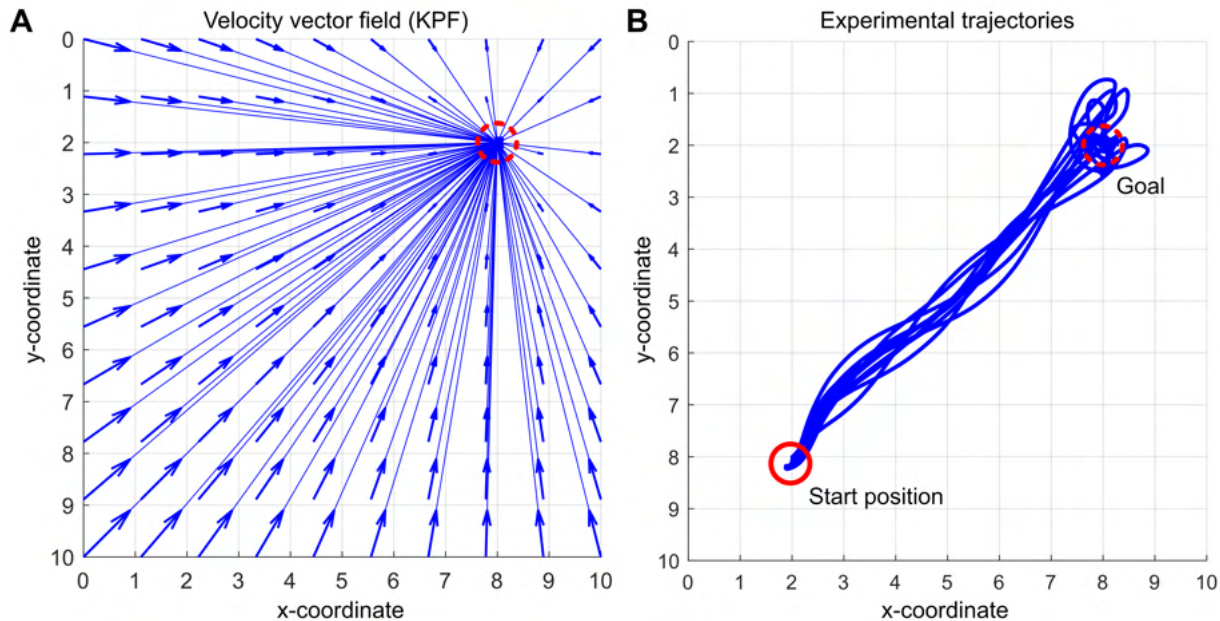 A
Velocity vector field (KPF)
0
1
2
3
4
5
6
7
8
9
10
y-coordinate
0 1 2 3 4 5 6 7 8 9 10
x-coordinate
B
Experimental trajectories
0
1
2
3
4
5
6
7
8
9
10
y-coordinate
Goal
Start position
0 1 2 3 4 5 6 7 8 9 10
x-coordinate